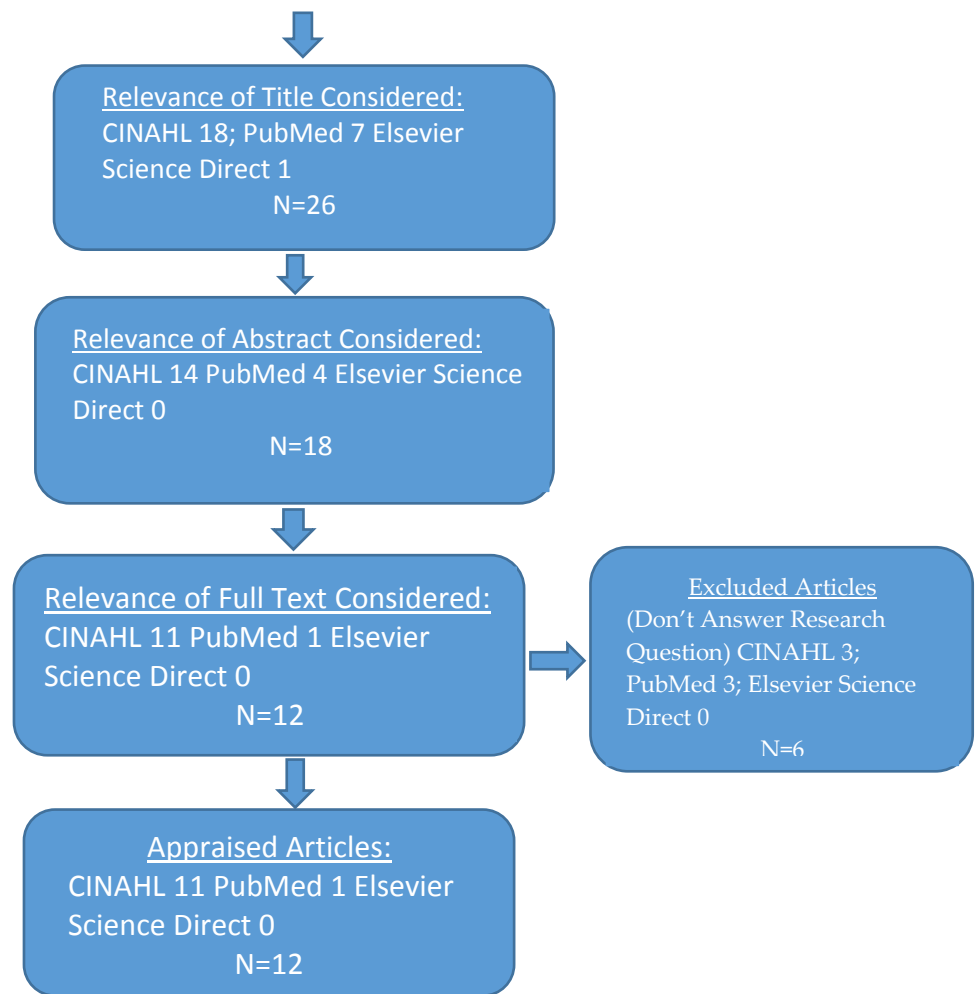 Relevance of Title Considered:
CINAHL 18; PubMed 7 Elsevier
Science Direct 1
N=26
Relevance of Abstract Considered:
CINAHL 14 PubMed 4 Elsevier Science
Direct 0
N=18
Relevance of Full Text Considered:
CINAHL 11 PubMed 1 Elsevier
Science Direct 0
N=12
Excluded Articles
(Don’t Answer Research
Question) CINAHL 3;
PubMed 3; Elsevier Science
Direct 0
N=6
Appraised Articles:
CINAHL 11 PubMed 1 Elsevier
Science Direct 0
N=12